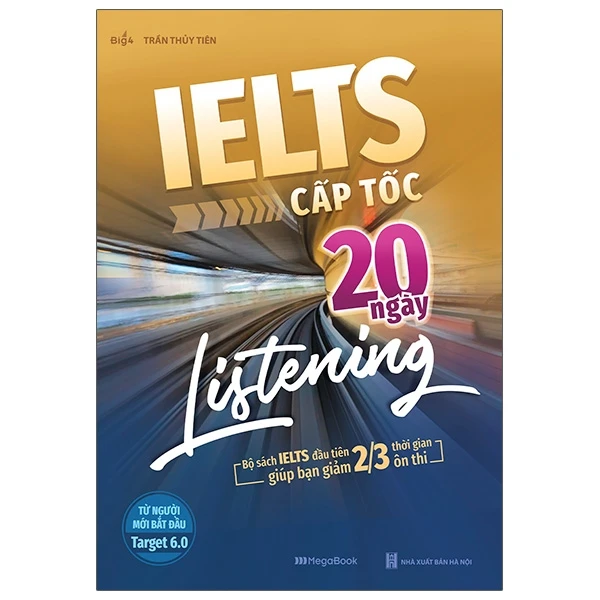 Big4 TRẦN THỦY TIÊN
IELTS
CẤP TỐC
20
ngày
Listening
Bộ sách IELTS đầu tiên 2/3 thời gian
giúp bạn giảm ôn thi
TỪ NGƯỜI
MỚI BẮT ĐẦU
Target 6.0
MegaBook
NHÀ XUẤT BẢN HÀ NỘI